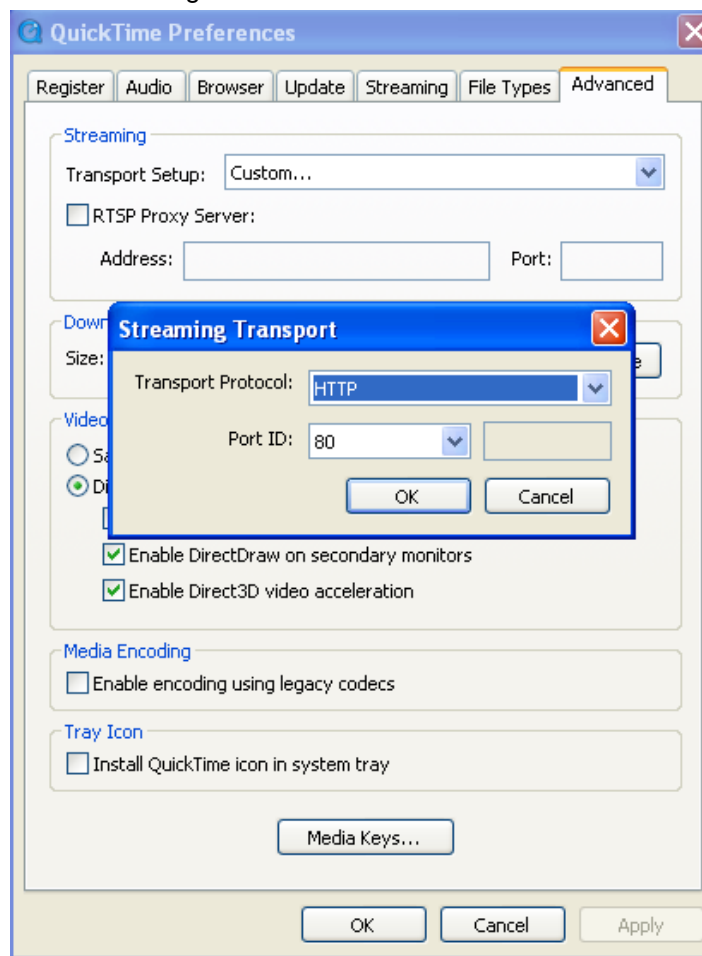 QuickTime Preferences
Register Audio Browser Update Streaming File Types Advanced
Streaming
Transport Setup: Custom...
RTSP Proxy Server:
Address: Port:
Streaming Transport
Size:
Transport Protocol: HTTP
Video
Port ID: 80
OK Cancel
Enable DirectDraw on secondary monitors
Enable Direct3D video acceleration
Media Encoding
Enable encoding using legacy codecs
Tray Icon
Install QuickTime icon in system tray
Media Keys...
OK Cancel Apply